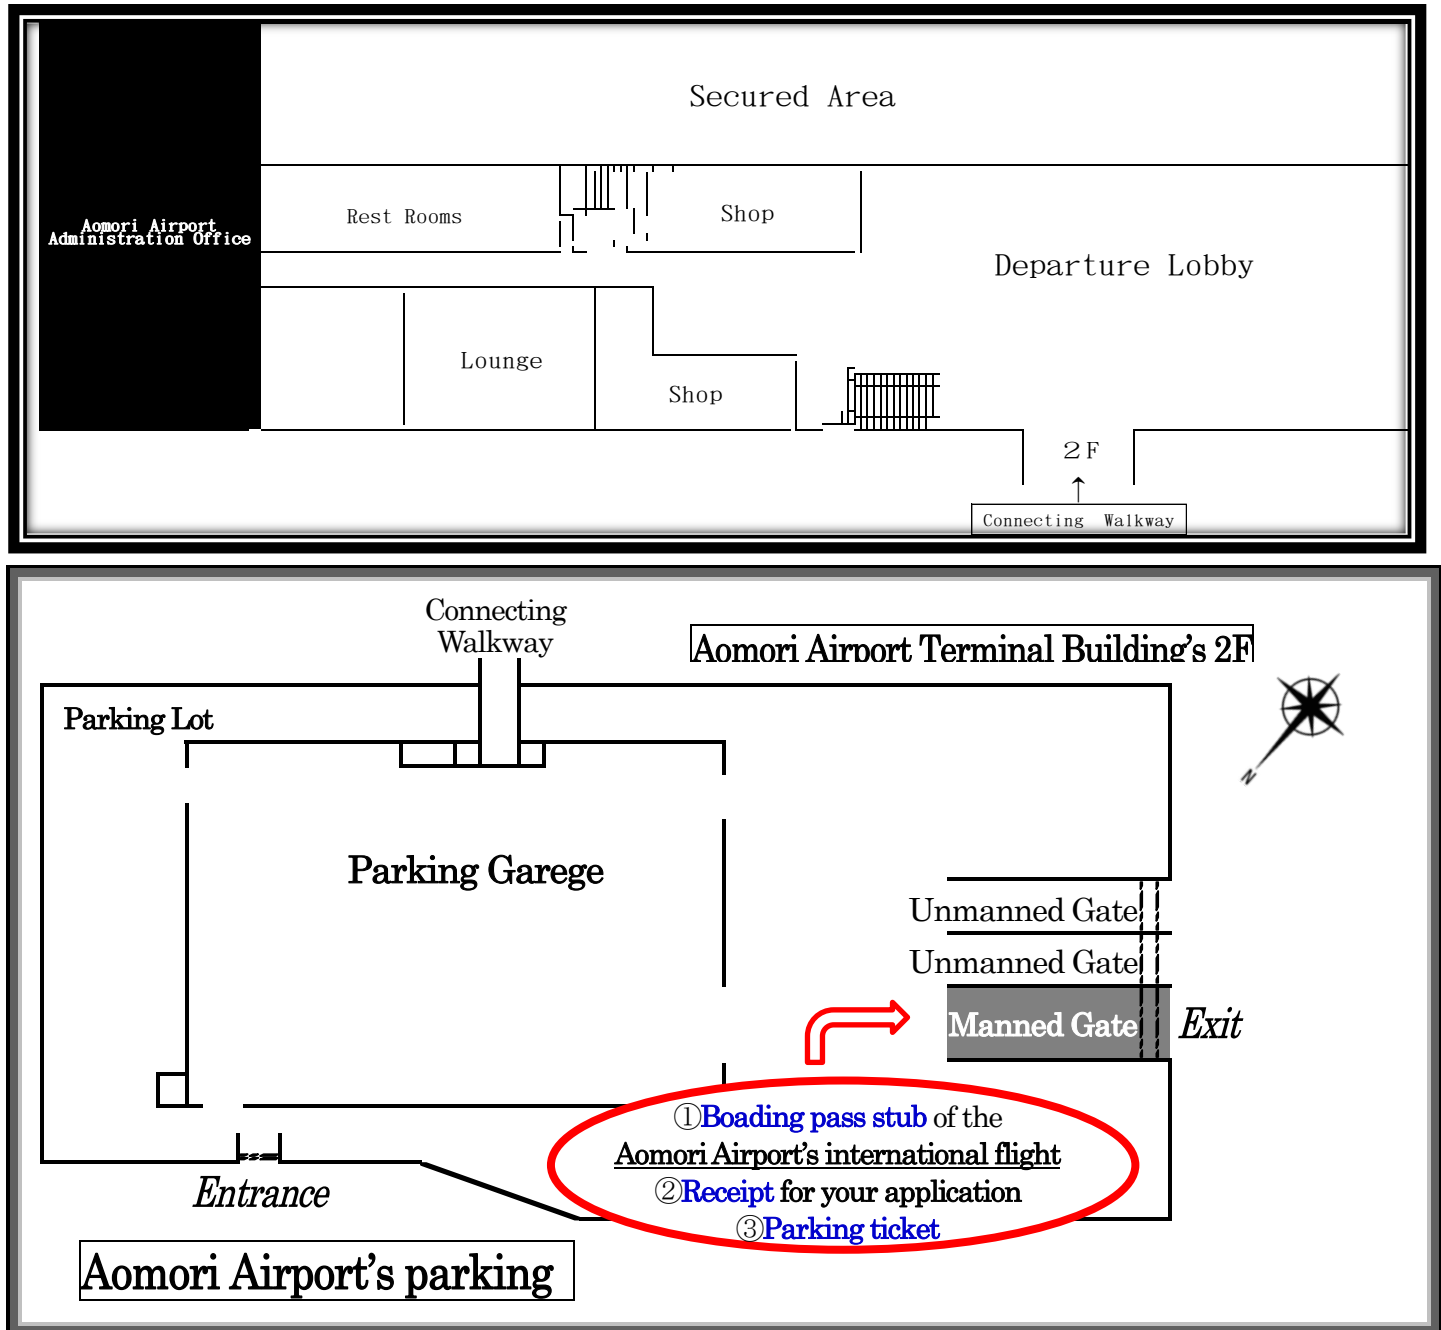 Secured Area
Aomori Airport
Administration Office
Rest Rooms
Shop
Departure Lobby
Lounge
Shop
２Ｆ
↑
Connecting Walkway
Connecting
Walkway
Aomori Airport Terminal Building's 2F
Parking Lot
N
Parking Garege
Unmanned Gate
Unmanned Gate
Manned Gate
Exit
①Boading pass stub of the
Aomori Airport's international flight
②Receipt for your application
③Parking ticket
Entrance
Aomori Airport's parking